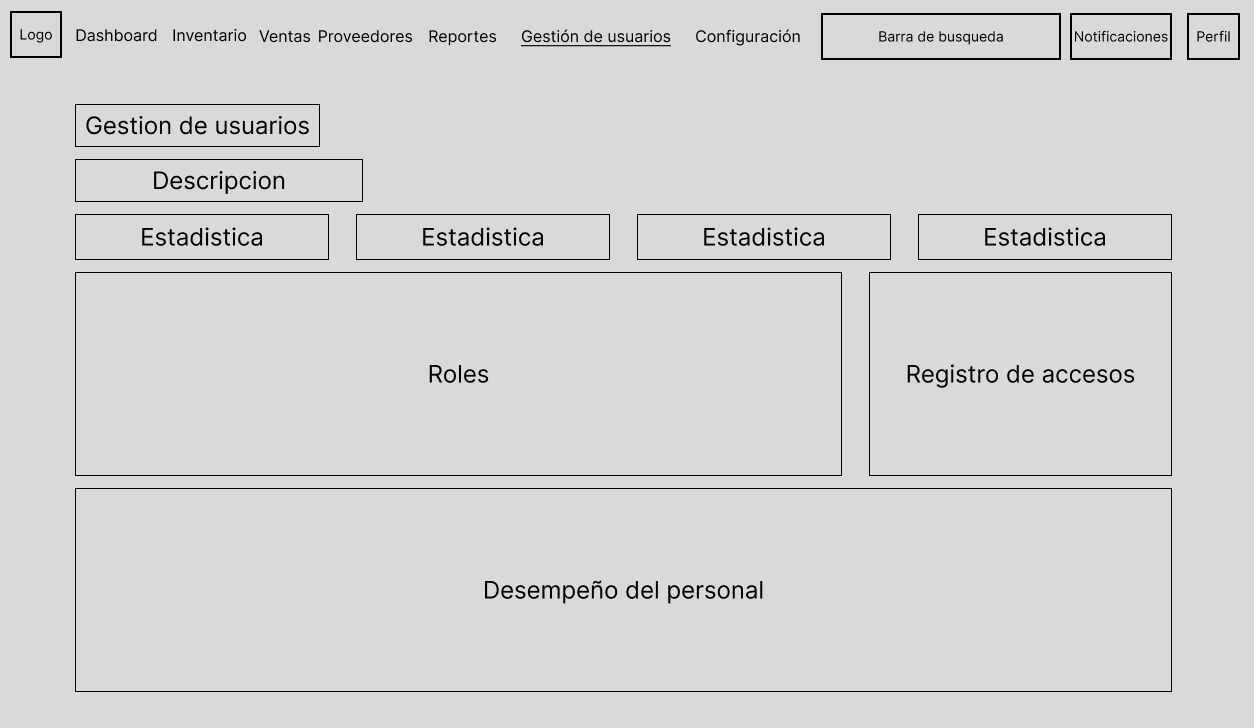 Logo
Dashboard
Inventario
Ventas
Proveedores
Reportes
Gestión de usuarios
Configuración
Barra de busqueda
Notificaciones
Perfil
Gestion de usuarios
Descripcion
Estadistica
Estadistica
Estadistica
Estadistica
Roles
Registro de accesos
Desempeño del personal